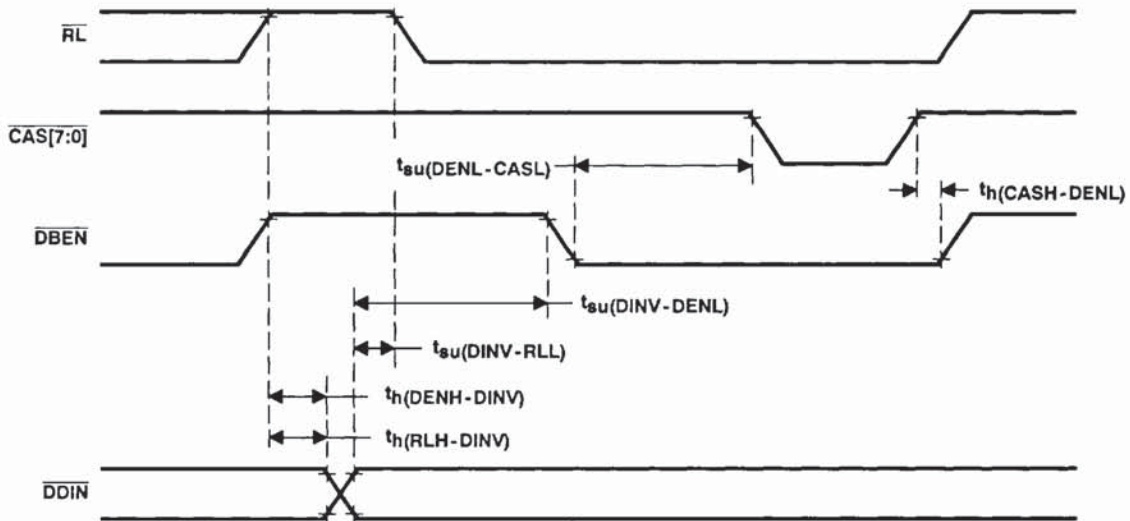 RL
CAS[7:0]
tsu(DENL-CASL)
th(CASH-DENL)
DBEN
tsu(DINV-DENL)
tsu(DINV-RLL)
th(DENH-DINV)
th(RLH-DINV)
DDIN